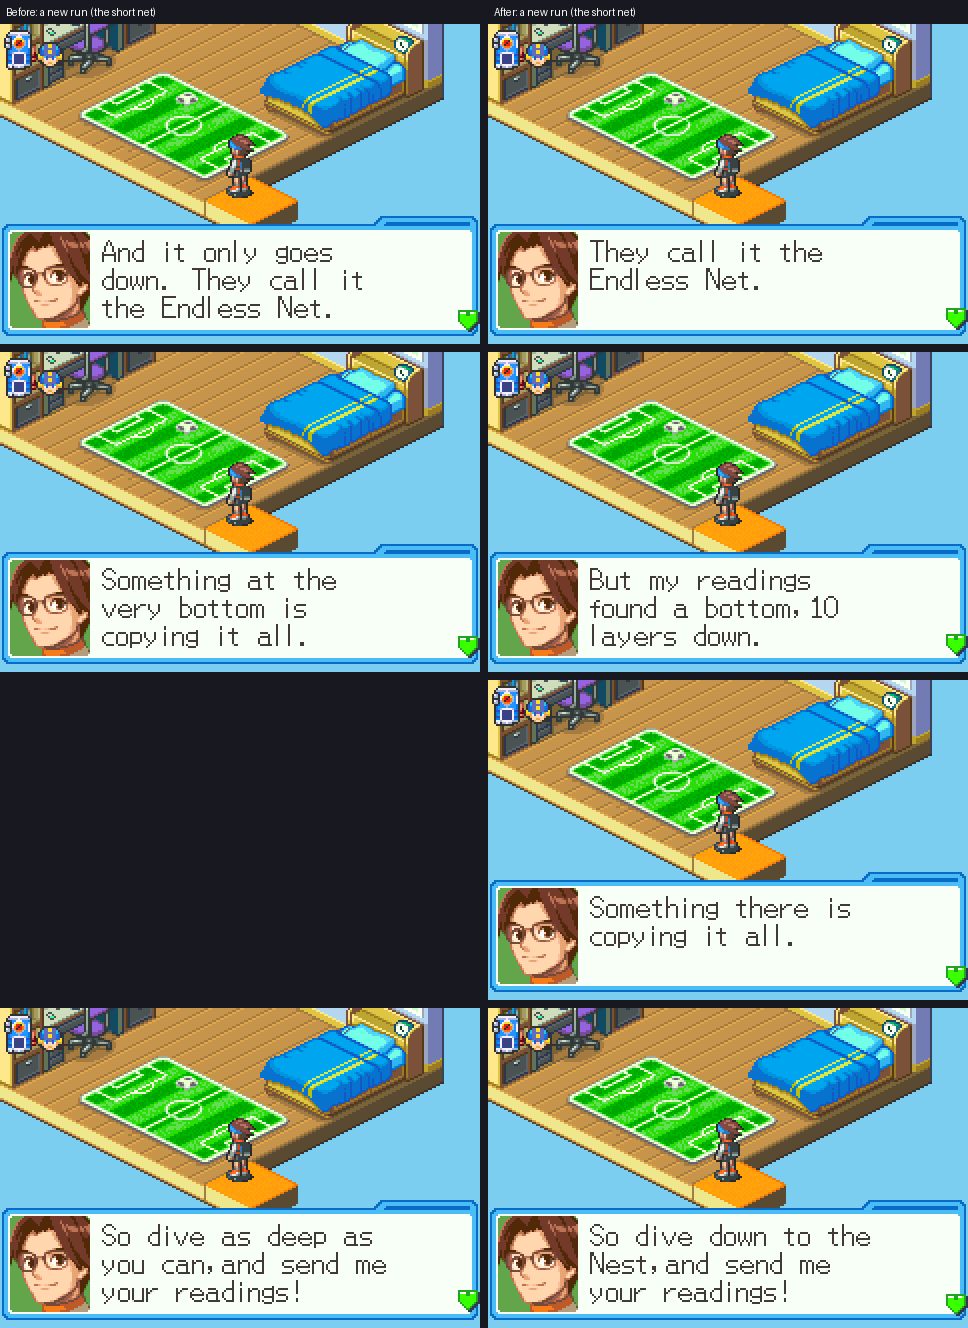 Before: a new run (the short net)
After: a new run (the short net)
And it only goes
down. They call it
the Endless Net.
They call it the
Endless Net.
Something at the
very bottom is
copying it all.
But my readings
found a bottom, 10
layers down.
Something there is
copying it all.
So dive as deep as
you can, and send me
your readings!
So dive down to the
Nest, and send me
your readings!